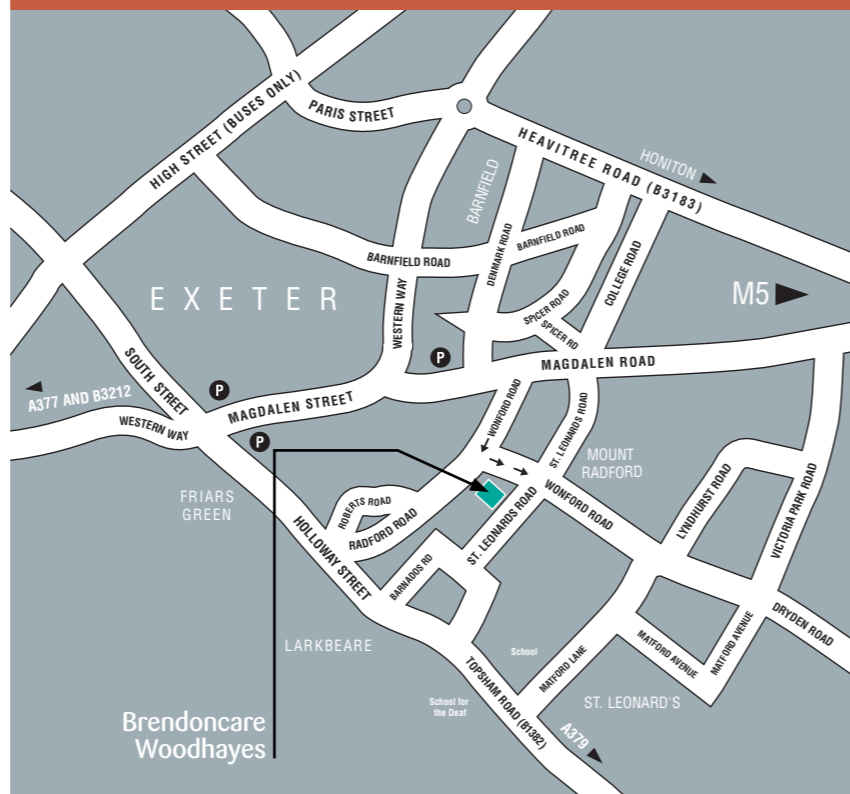 HIGH STREET (BUSES ONLY)
PARIS STREET
HEAVITREE ROAD (B3183)
HONITON
BARNFIELD
BARNFIELD ROAD
DENMARK ROAD
BARNFIELD ROAD
COLLEGE ROAD
WESTERN WAY
EXETER
M5
SPICER ROAD
SPICER RD
SOUTH STREET
P
P
MAGDALEN ROAD
A377 AND B3212
MAGDALEN STREET
WESTERN WAY
P
WONFORD ROAD
ST. LEONARDS ROAD
MOUNT
RADFORD
LYNDHURST ROAD
VICTORIA PARK ROAD
FRIARS
GREEN
ROBERTS ROAD
RADFORD ROAD
WONFORD ROAD
ST. LEONARDS ROAD
HOLLOWAY STREET
BARNADOS RD
DRYDEN ROAD
LARKBEARE
School
MATFORD LANE
MATFORD AVENUE
MATFORD AVENUE
TOPSHAM ROAD (B1382)
School for
the Deaf
ST. LEONARD'S
A379
Brendoncare
Woodhayes